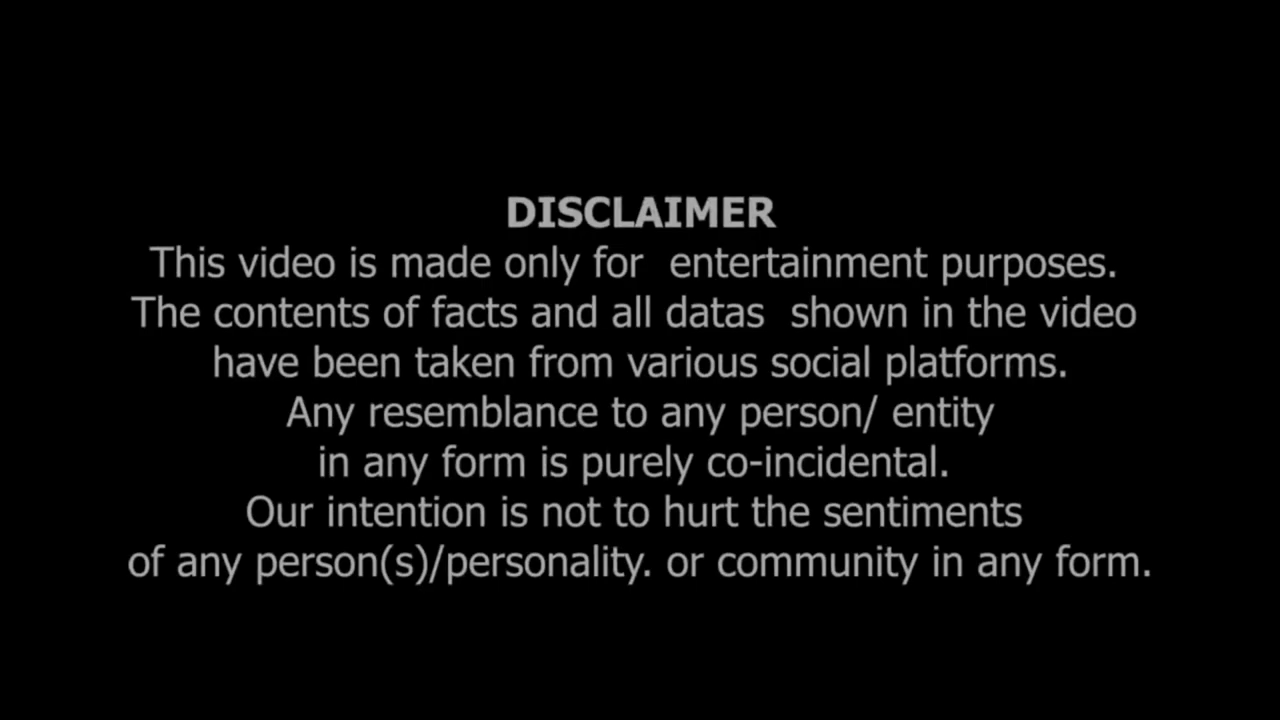 DISCLAIMER
This video is made only for  entertainment purposes.
The contents of facts and all datas  shown in the video
have been taken from various social platforms.
Any resemblance to any person/ entity
in any form is purely co-incidental.
Our intention is not to hurt the sentiments
of any person(s)/personality. or community in any form.